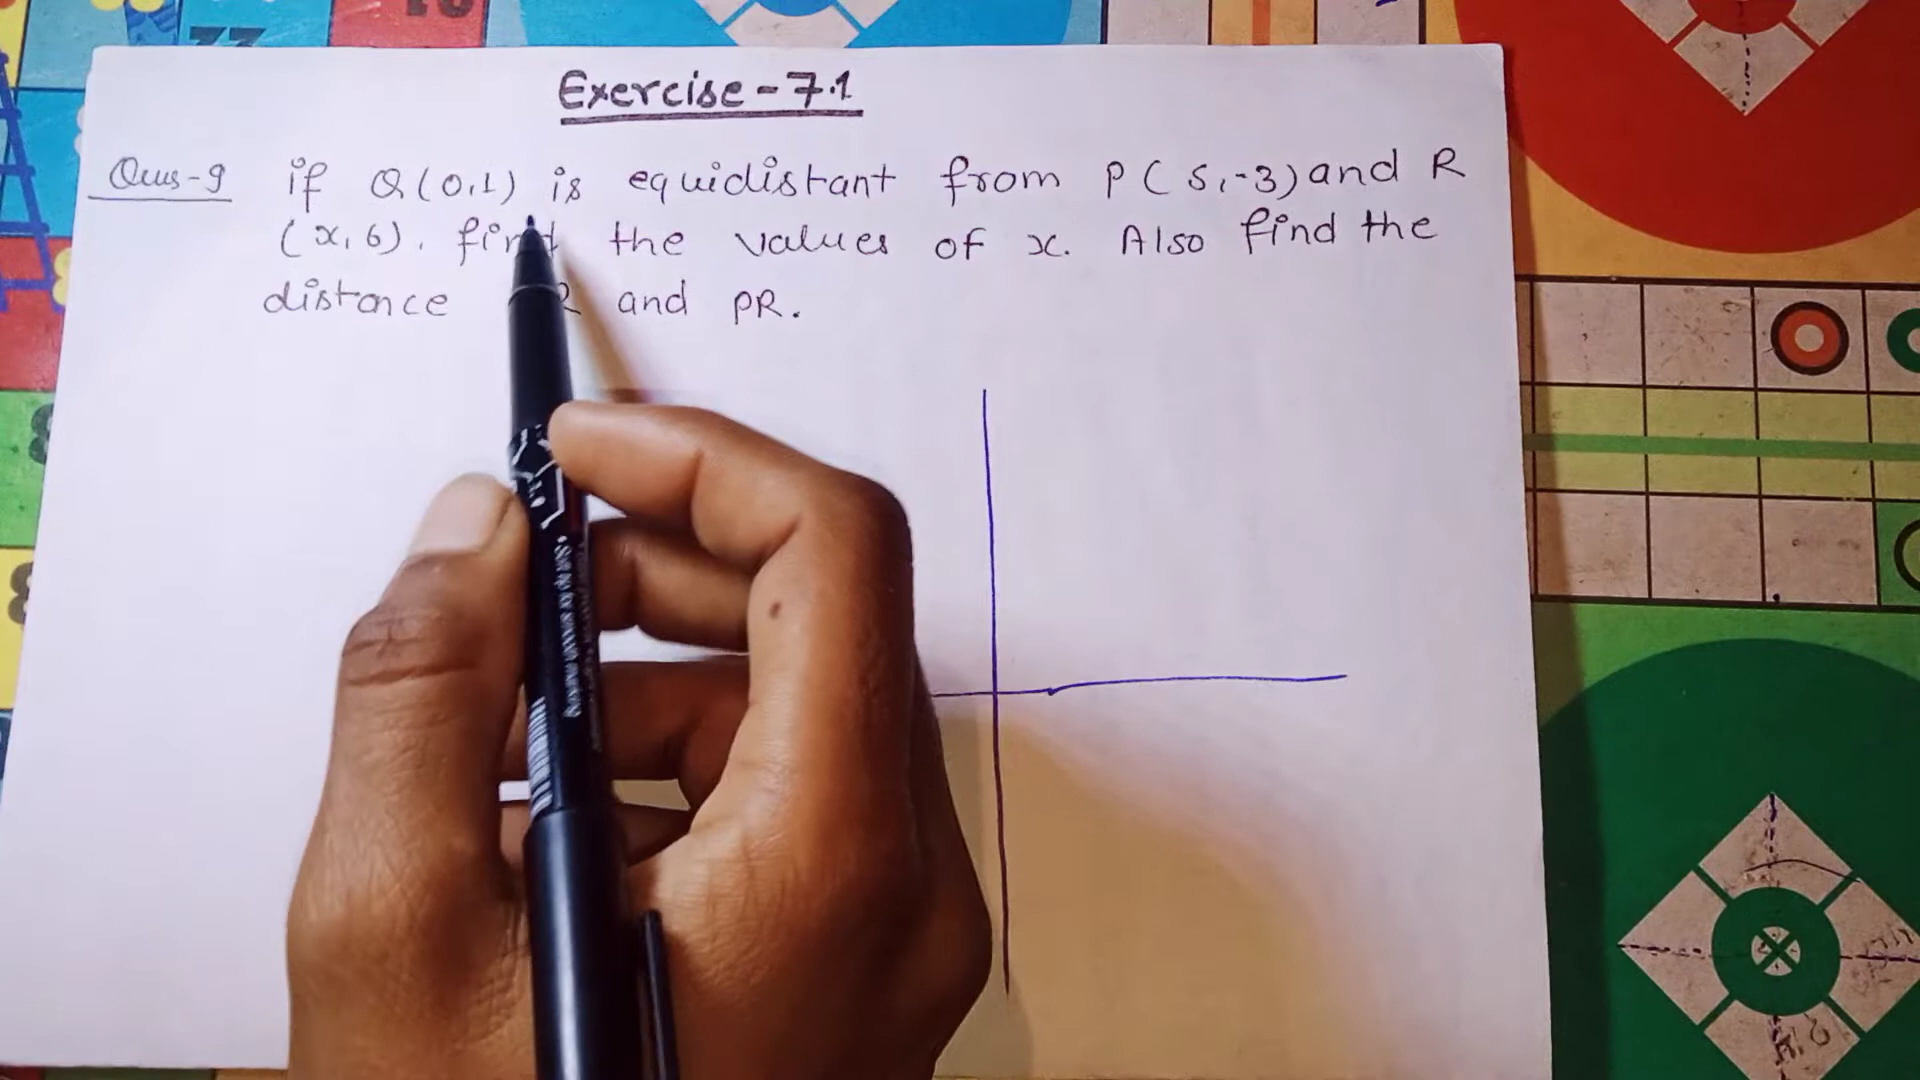 Exercise - 7.1
Ques-9 if Q(0,1) is equidistant from P(5,-3) and R
(x,6), find the values of x. Also find the
distance and PR.